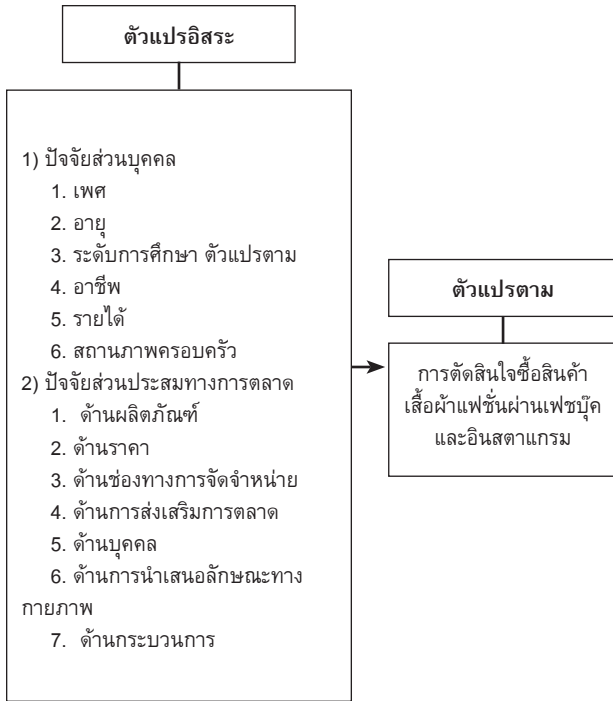 ตัวแปรอิสระ
1) ปัจจัยส่วนบุคคล
1. เพศ
2. อายุ
3. ระดับการศึกษา ตัวแปรตาม
4. อาชีพ
5. รายได้
6. สถานภาพครอบครัว
2) ปัจจัยส่วนประสมทางการตลาด
1. ด้านผลิตภัณฑ์
2. ด้านราคา
3. ด้านช่องทางการจัดจำหน่าย
4. ด้านการส่งเสริมการตลาด
5. ด้านบุคคล
6. ด้านการนำเสนอลักษณะทาง
กายภาพ
7. ด้านกระบวนการ
ตัวแปรตาม
การตัดสินใจซื้อสินค้า
เสื้อผ้าแฟชั่นผ่านเฟซบุ๊ค
และอินสตาแกรม